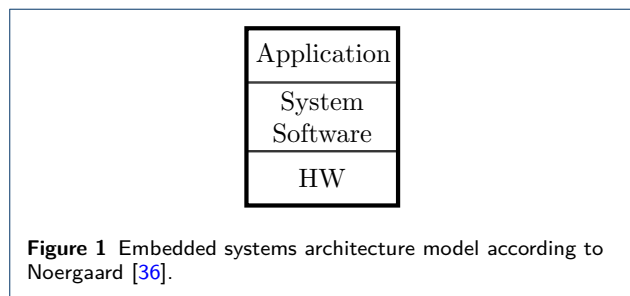 Application
System
Software
HW
Figure 1 Embedded systems architecture model according to
Noergaard [36].